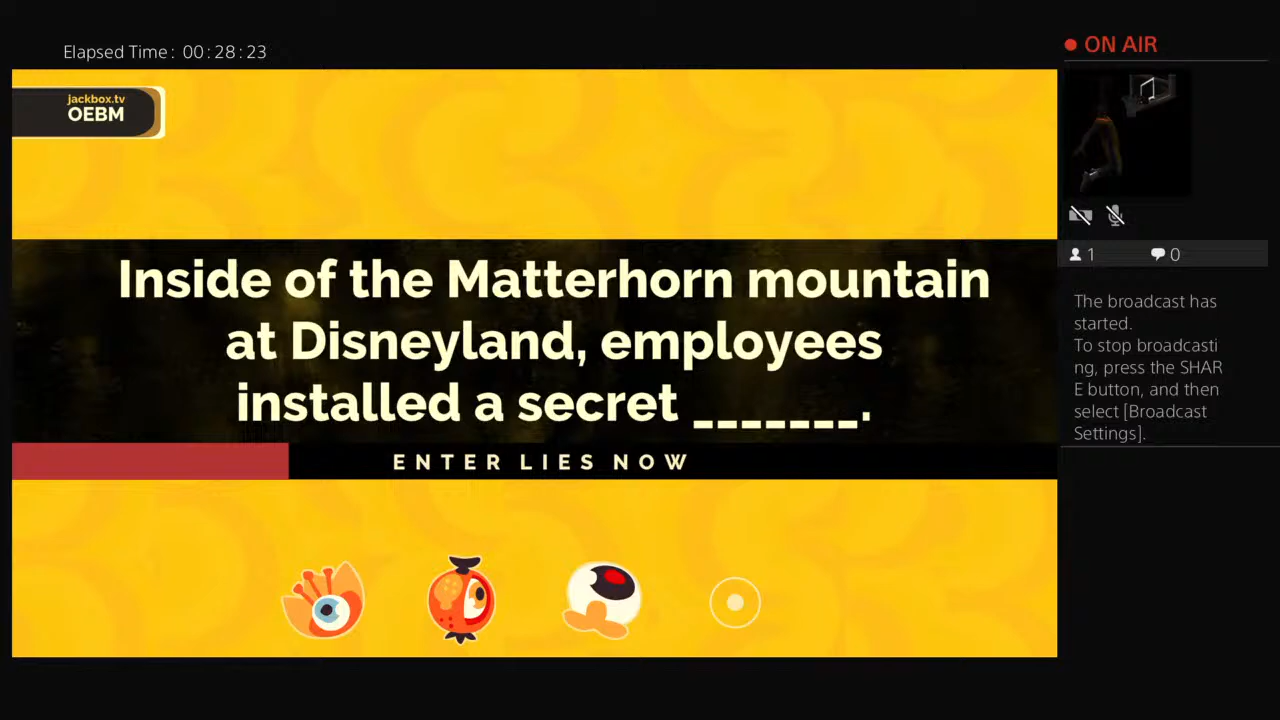 Elapsed Time: 00:28:23
ON AIR
jackbox.tv
OEBM
1 0
Inside of the Matterhorn mountain
at Disneyland, employees
installed a secret _______.
ENTER LIES NOW
The broadcast has
started.
To stop broadcasti
ng, press the SHAR
E button, and then
select [Broadcast
Settings].